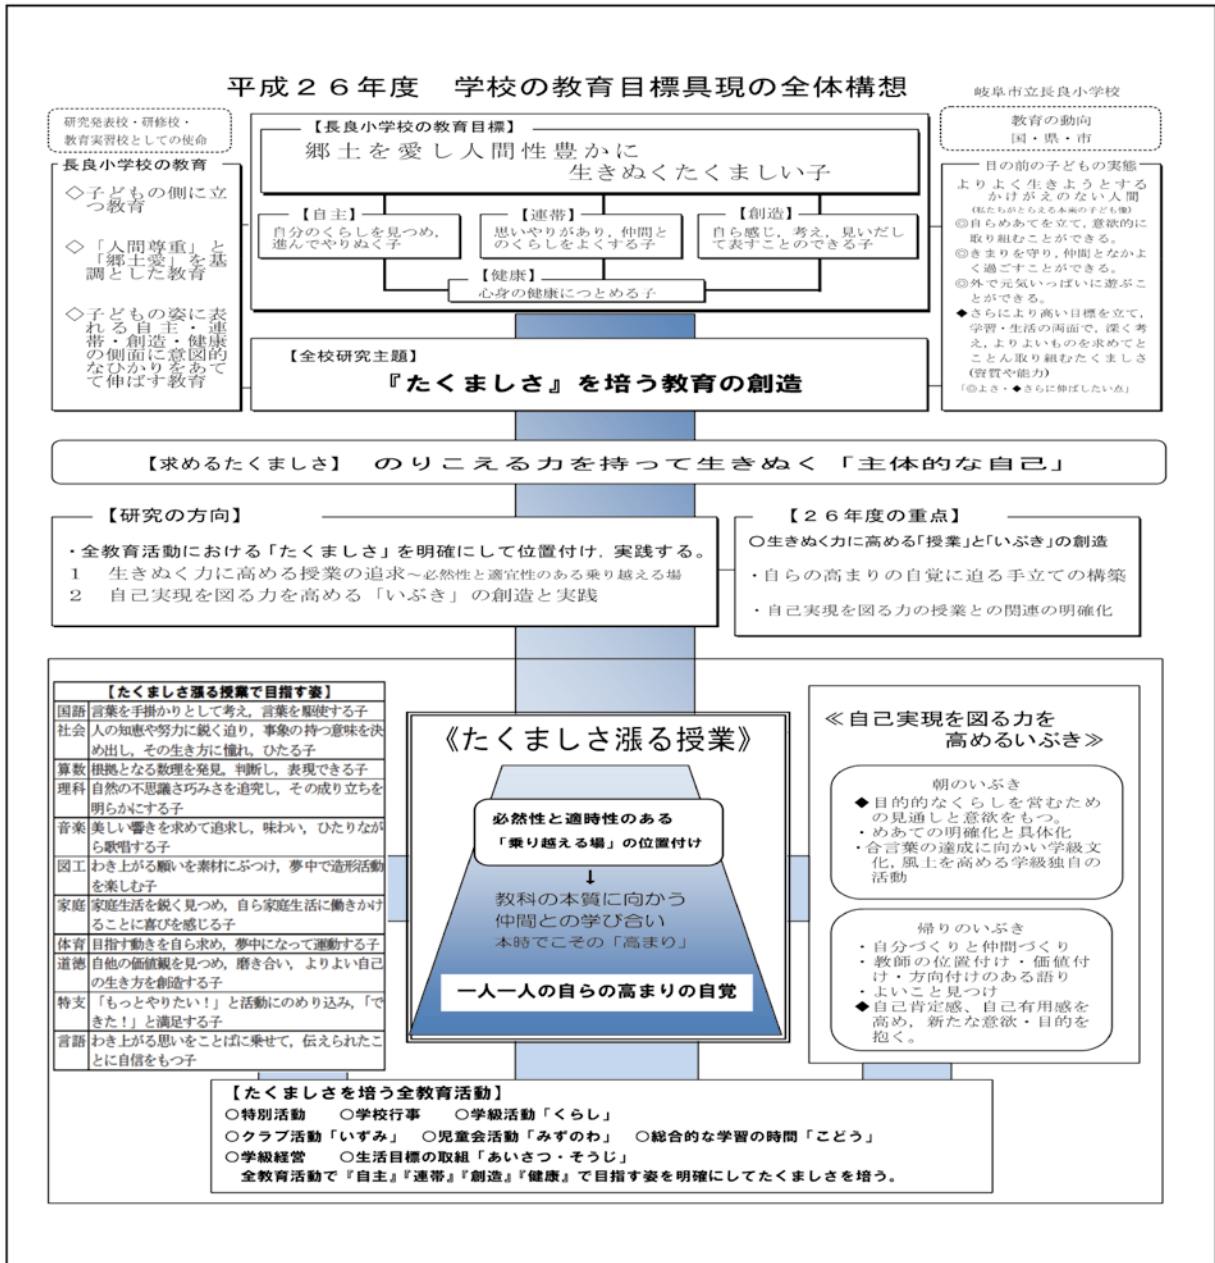 平成２６年度　学校の教育目標具現の全体構想
岐阜市立長良小学校
研究発表校・研修校・
教育実習校としての使命
教育の動向
国・県・市
【長良小学校の教育目標】
郷土を愛し人間性豊かに
生きぬくたくましい子
【自主】
自分のくらしを見つめ，
進んでやりぬく子
【連帯】
思いやりがあり，仲間と
のくらしをよくする子
【創造】
自ら感じ，考え，見いだして
表すことのできる子
【健康】
心身の健康につとめる子
長良小学校の教育
◇子どもの側に立
つ教育
◇「人間尊重」と
「郷土愛」を基
調とした教育
◇子どもの姿に表
れる自主・連
帯・創造・健康
の側面に意図的
なひかりをあて
て伸ばす教育
目の前の子どもの実態
よりよく生きようとする
かけがえのない人間
(私たちがとらえる本来の子ども像)
◎自らめあてを立て，意欲的に
取り組むことができる。
◎きまりを守り，仲間となかよ
く過ごすことができる。
◎外で元気いっぱいに遊ぶこ
とができる。
◆さらにより高い目標を立て，
学習・生活の両面で，深く考
え，よりよいものを求めてと
ことん取り組むたくましさ
(資質や能力)
「◎よさ・◆さらに伸ばしたい点」
【全校研究主題】
『たくましさ』を培う教育の創造
【求めるたくましさ】　のりこえる力を持って生きぬく「主体的な自己」
【研究の方向】
・全教育活動における「たくましさ」を明確にして位置付け，実践する。
１　生きぬく力に高める授業の追求～必然性と適宜性のある乗り越える場
２　自己実現を図る力を高める「いぶき」の創造と実践
【２６年度の重点】
○生きぬく力に高める「授業」と「いぶき」の創造
・自らの高まりの自覚に迫る手立ての構築
・自己実現を図る力の授業との関連の明確化
【たくましさ漲る授業で目指す姿】
国語 言葉を手掛かりとして考え，言葉を駆使する子
社会 人の知恵や努力に鋭く迫り，事象の持つ意味を決
め出し，その生き方に憧れ，ひたる子
算数 根拠となる数理を発見，判断し，表現できる子
理科 自然の不思議さ巧みさを追究し，その成り立ちを
明らかにする子
音楽 美しい響きを求めて追求し，味わい，ひたりなが
ら歌唱する子
図工 わき上がる願いを素材にぶつけ，夢中で造形活動
を楽しむ子
家庭 家庭生活を鋭く見つめ，自ら家庭生活に働きかけ
ることに喜びを感じる子
体育 目指す動きを自ら求め，夢中になって運動する子
道徳 自他の価値観を見つめ，磨き合い，よりよい自己
の生き方を創造する子
特支 「もっとやりたい！」と活動にのめり込み，「で
きた！」と満足する子
言語 わき上がる思いをことばに乗せて，伝えられたこ
とに自信をもつ子
《たくましさ漲る授業》
必然性と適時性のある
「乗り越える場」の位置付け
↓
教科の本質に向かう
仲間との学び合い
本時でこその「高まり」
一人一人の自らの高まりの自覚
≪自己実現を図る力を
高めるいぶき≫
朝のいぶき
◆目的的なくらしを営むため
の見通しと意欲をもつ。
・めあての明確化と具体化
・合言葉の達成に向かい学級文
化，風土を高める学級独自の
活動
帰りのいぶき
・自分づくりと仲間づくり
・教師の位置付け・価値付
け・方向付けのある語り
・よいこと見つけ
◆自己肯定感、自己有用感を
高め，新たな意欲・目的を
抱く。
【たくましさを培う全教育活動】
○特別活動　○学校行事　○学級活動「くらし」
○クラブ活動「いずみ」　○児童会活動「みずのわ」　○総合的な学習の時間「こどう」
○学級経営　○生活目標の取組「あいさつ・そうじ」
全教育活動で『自主』『連帯』『創造』『健康』で目指す姿を明確にしてたくましさを培う。